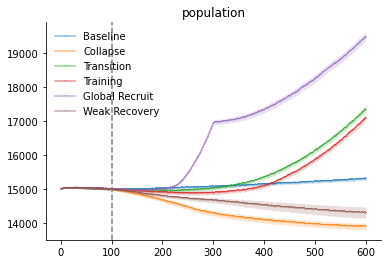 population
19000
18000
17000
16000
15000
14000
Baseline
Collapse
Transition
Training
Global Recruit
Weak Recovery
0
100
200
300
400
500
600